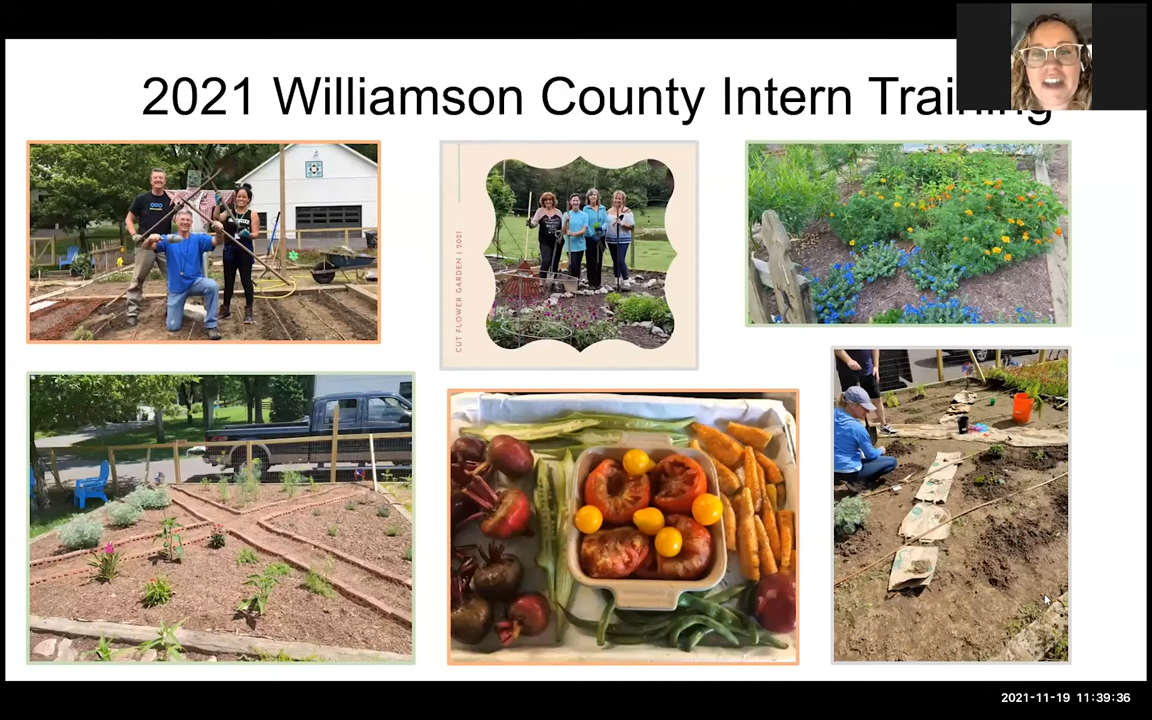 2021 Williamson County Intern Training
CUT FLOWER GARDEN | 2021
2021-11-19 11:39:36